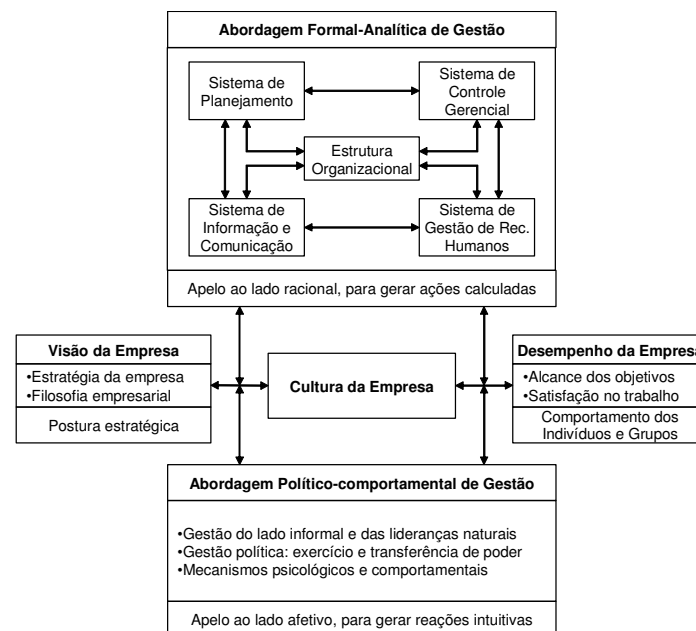 Abordagem Formal-Analítica de Gestão
Sistema de
Planejamento
Sistema de
Controle
Gerencial
Estrutura
Organizacional
Sistema de
Informação e
Comunicação
Sistema de
Gestão de Rec.
Humanos
Apelo ao lado racional, para gerar ações calculadas
Visão da Empresa
•Estratégia da empresa
•Filosofia empresarial
Postura estratégica
Cultura da Empresa
Desempenho da Empresa
•Alcance dos objetivos
•Satisfação no trabalho
Comportamento dos
Indivíduos e Grupos
Abordagem Político-comportamental de Gestão
•Gestão do lado informal e das lideranças naturais
•Gestão política: exercício e transferência de poder
•Mecanismos psicológicos e comportamentais
Apelo ao lado afetivo, para gerar reações intuitivas